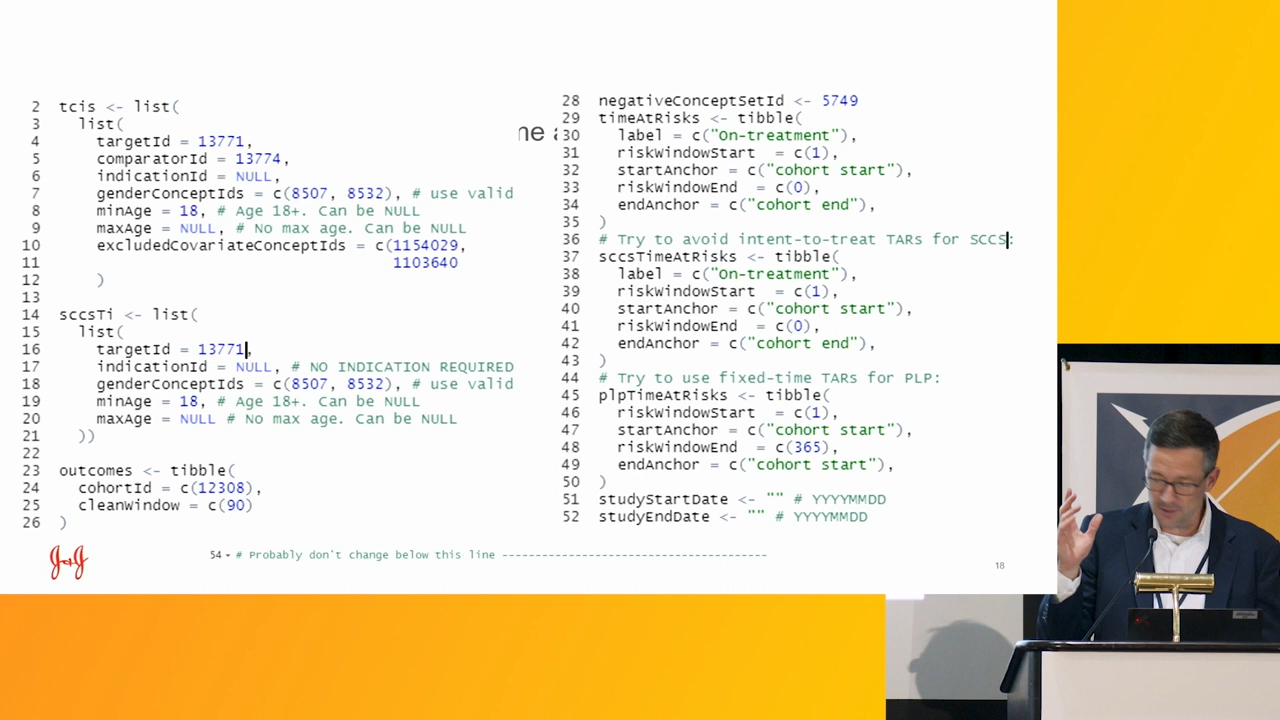 2 tcis <- list(
3 list(
4 targetId = 13771,
5 comparatorId = 13774,
6 indicationId = NULL,
7 genderConceptIds = c(8507, 8532), # use valid
8 minAge = 18, # Age 18+. Can be NULL
9 maxAge = NULL, # No max age. Can be NULL
10 excludedCovariateConceptIds = c(1154029,
11 1103640
12 )
13
14 sccsTi <- list(
15 list(
16 targetId = 13771,
17 indicationId = NULL, # NO INDICATION REQUIRED
18 genderConceptIds = c(8507, 8532), # use valid
19 minAge = 18, # Age 18+. Can be NULL
20 maxAge = NULL # No max age. Can be NULL
21 ))
22
23 outcomes <- tibble(
24 cohortId = c(12308),
25 cleanWindow = c(90)
26 )
28 negativeConceptSetId <- 5749
29 timeAtRisks <- tibble(
30 label = c("On-treatment"),
31 riskWindowStart = c(1),
32 startAnchor = c("cohort start"),
33 riskWindowEnd = c(0),
34 endAnchor = c("cohort end"),
35 )
36 # Try to avoid intent-to-treat TARs for SCCS:
37 sccsTimeAtRisks <- tibble(
38 label = c("On-treatment"),
39 riskWindowStart = c(1),
40 startAnchor = c("cohort start"),
41 riskWindowEnd = c(0),
42 endAnchor = c("cohort end"),
43 )
44 # Try to use fixed-time TARs for PLP:
45 plpTimeAtRisks <- tibble(
46 riskWindowStart = c(1),
47 startAnchor = c("cohort start"),
48 riskWindowEnd = c(365),
49 endAnchor = c("cohort start"),
50 )
51 studyStartDate <- "" # YYYYMMDD
52 studyEndDate <- "" # YYYYMMDD
54 # Probably don't change below this line ----------------------------------------
J&J
18